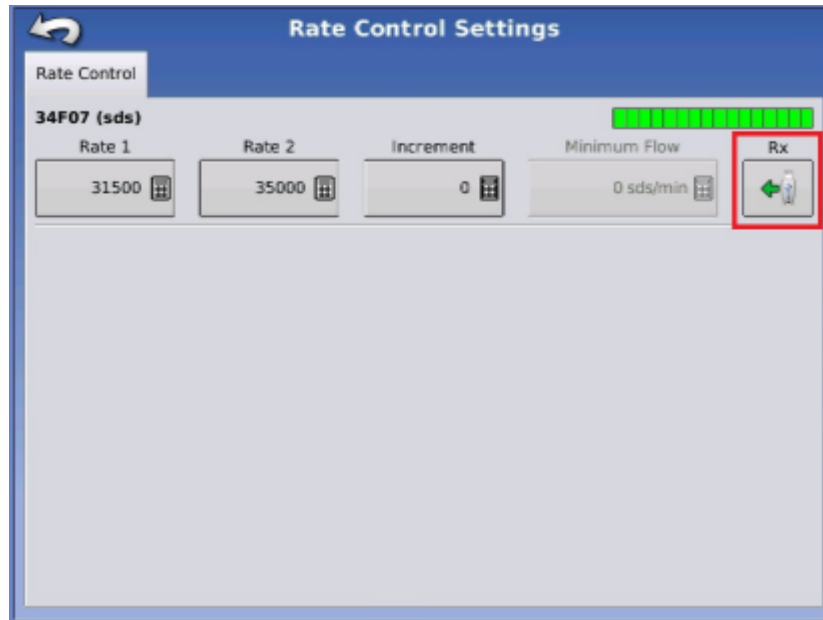 Rate Control Settings
Rate Control
34F07 (sds)
Rate 1 Rate 2 Increment Minimum Flow Rx
31500 35000 0 0 sds/min